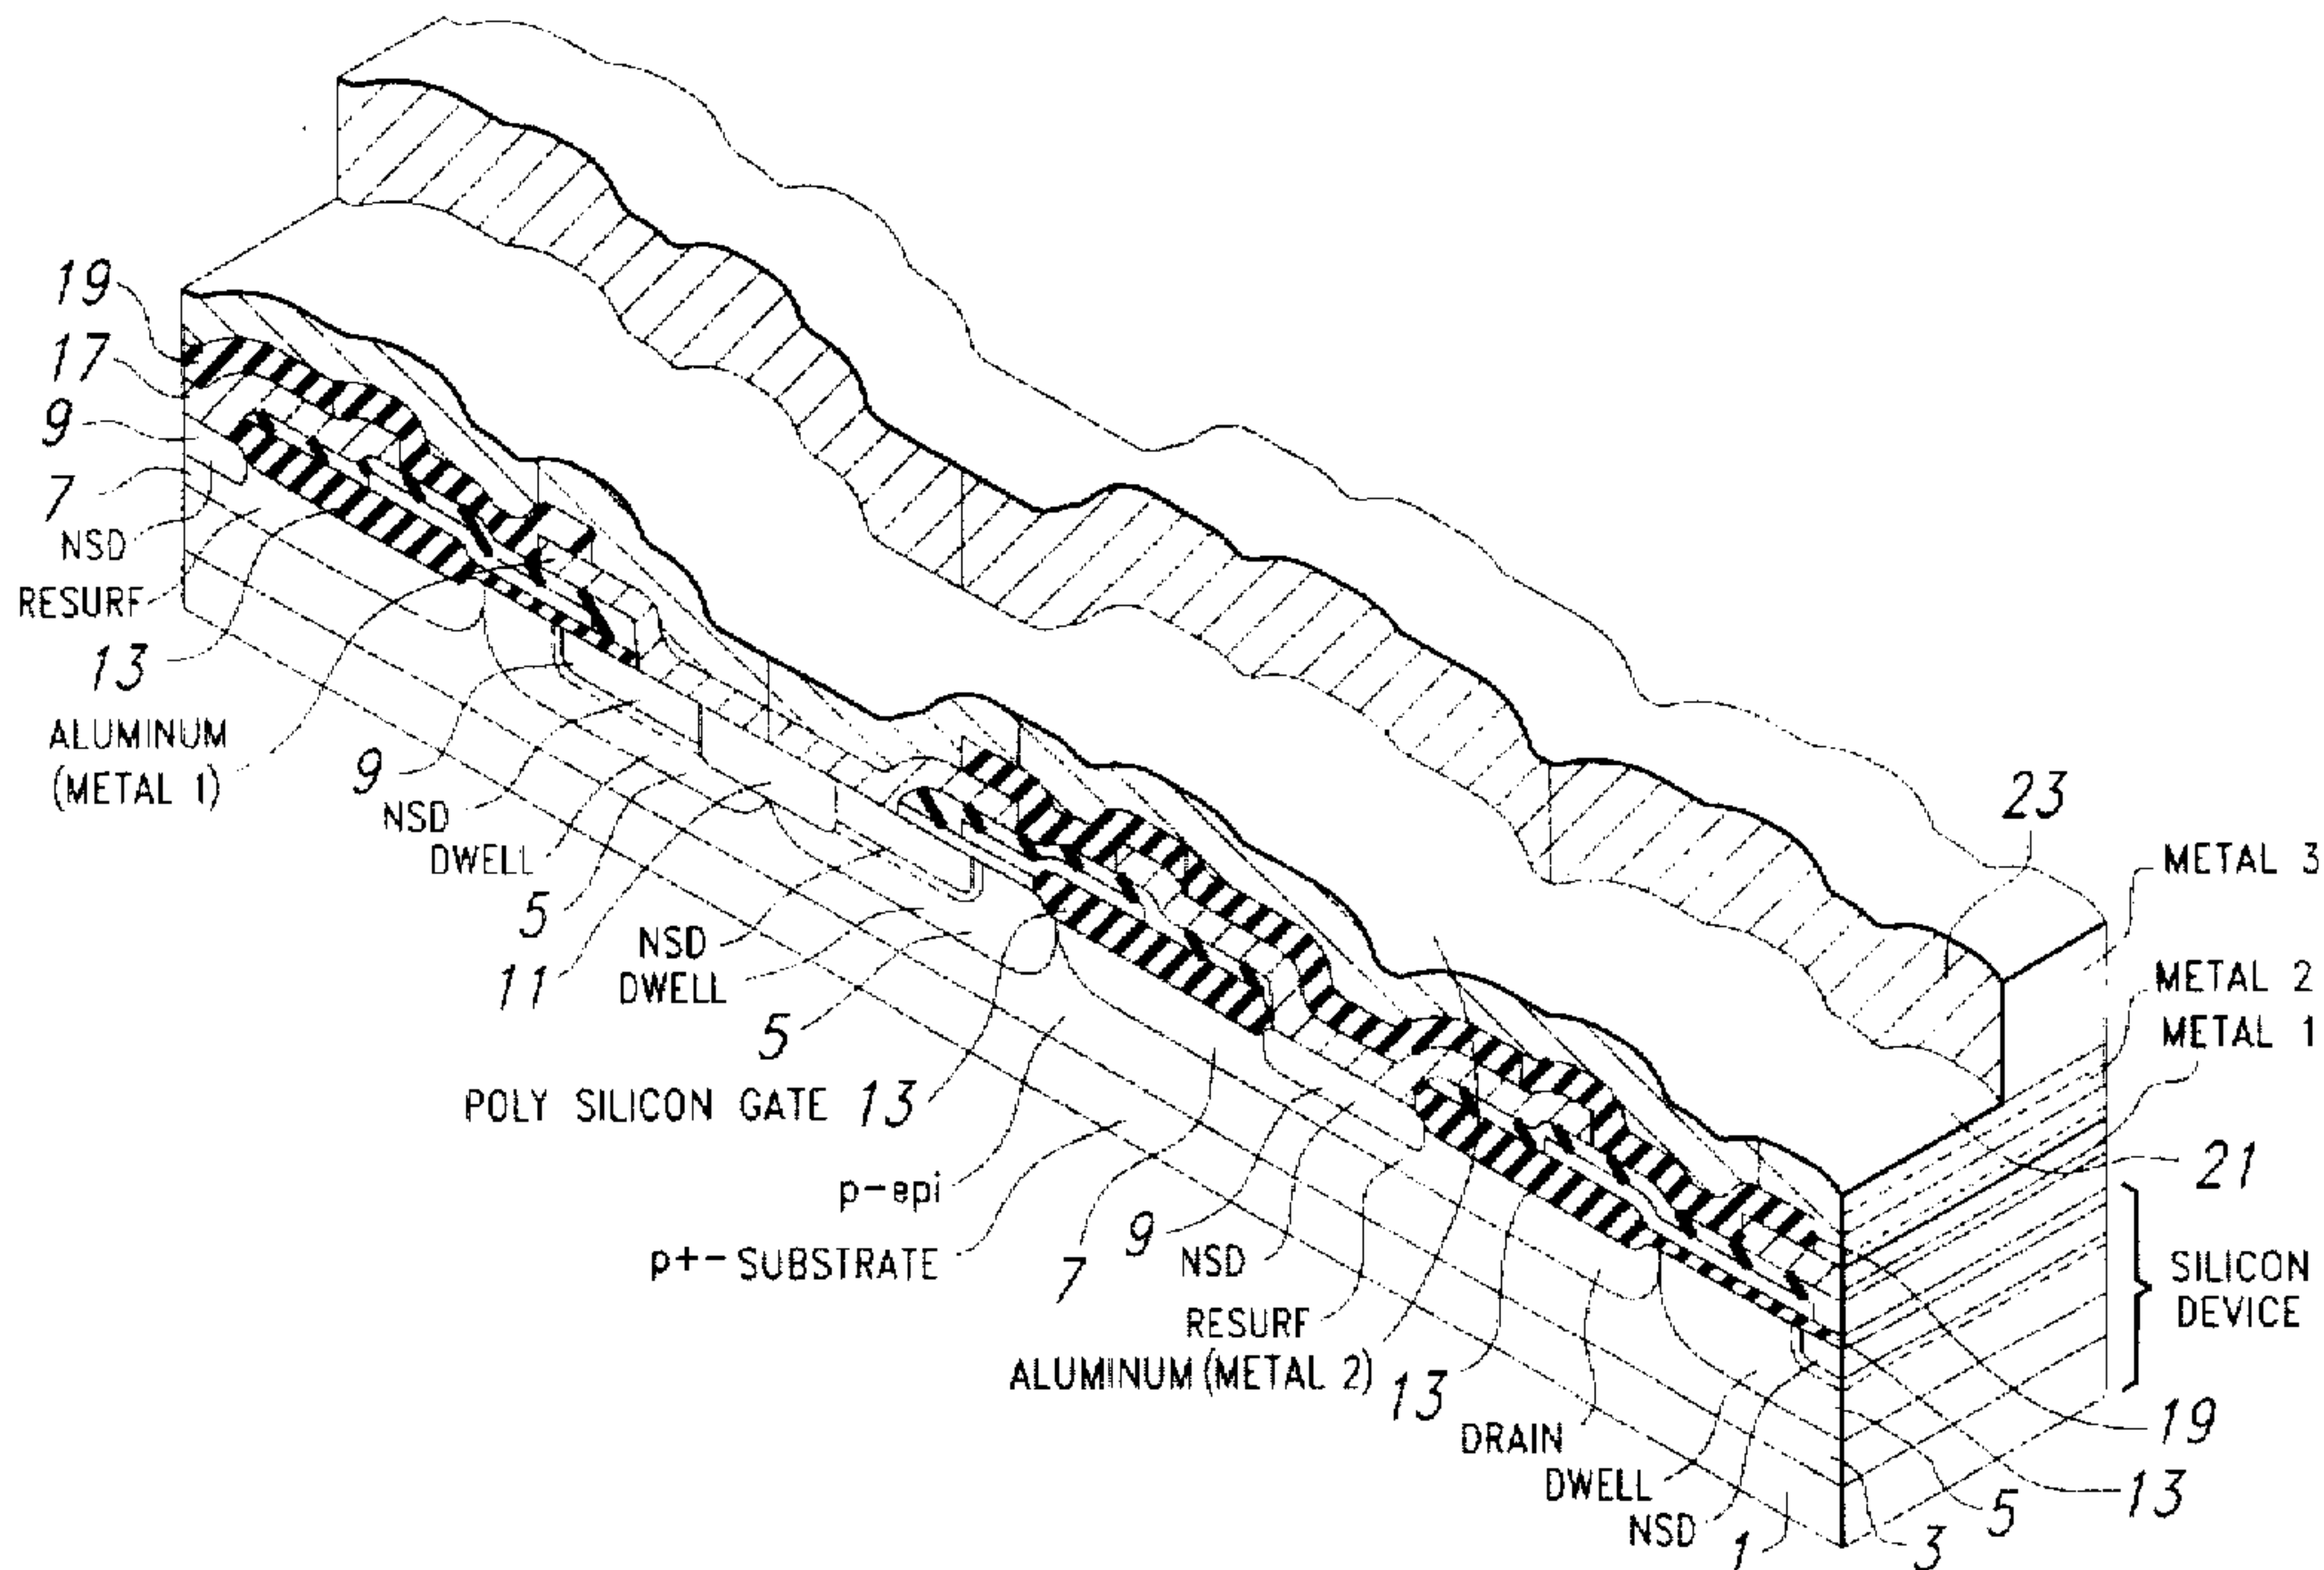 19
17
9
7
NSD
RESURF
13
ALUMINUM
(METAL 1)
9
NSD
DWELL
5
11
NSD
DWELL
5
POLY SILICON GATE 13
p-epi
p+-SUBSTRATE
7
9
NSD
RESURF
ALUMINUM (METAL 2)
13
DRAIN
DWELL
NSD
1
3
5
13
19
SILICON
DEVICE
21
METAL 1
METAL 2
METAL 3
23